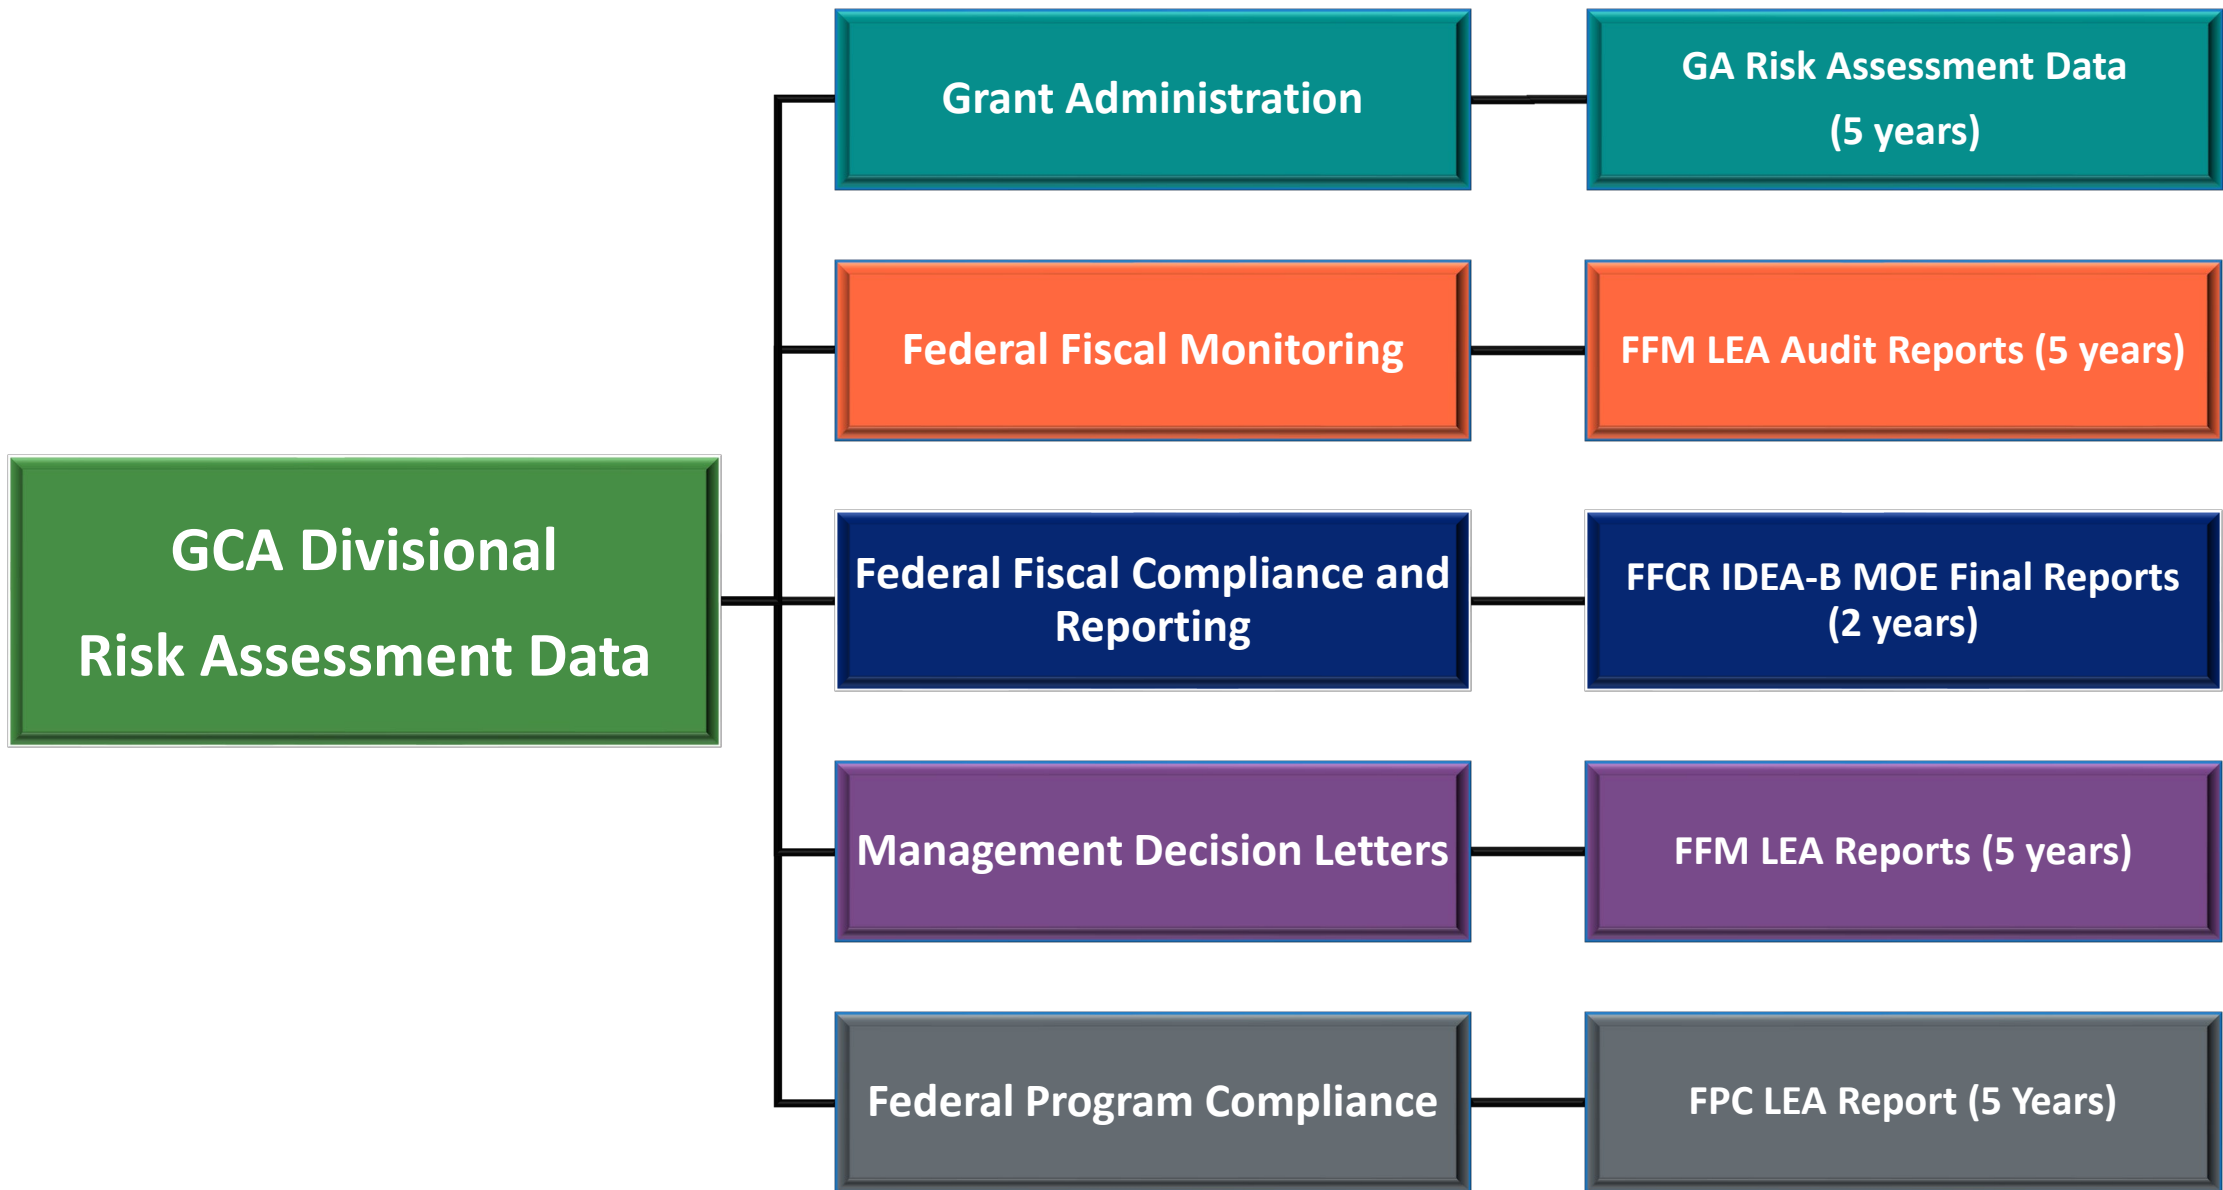 GCA Divisional
Risk Assessment Data
Grant Administration
GA Risk Assessment Data
(5 years)
Federal Fiscal Monitoring
FFM LEA Audit Reports (5 years)
Federal Fiscal Compliance and
Reporting
FFCR IDEA-B MOE Final Reports
(2 years)
Management Decision Letters
FFM LEA Reports (5 years)
Federal Program Compliance
FPC LEA Report (5 Years)